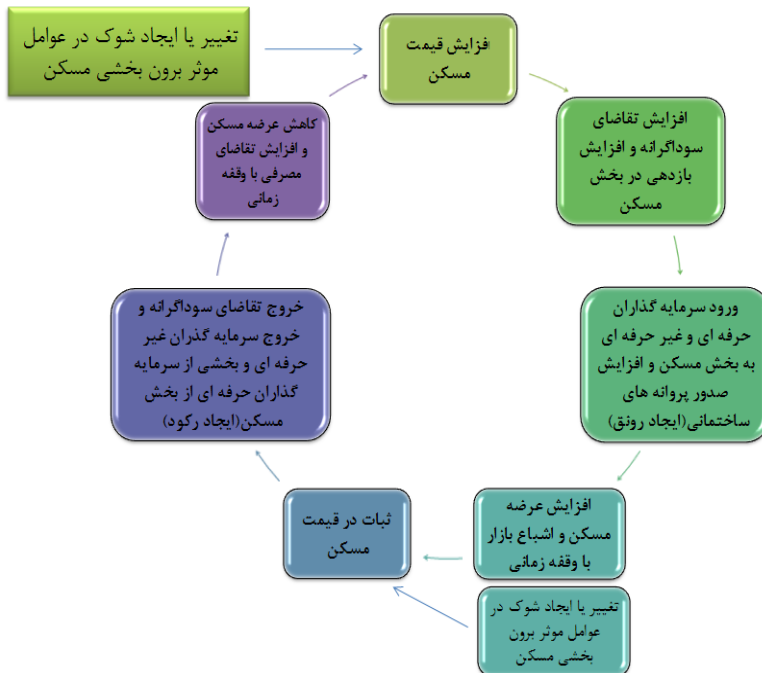 تغییر یا ایجاد شوک در عوامل
موثر برون بخشی مسکن
افزایش قیمت
مسکن
افزایش تقاضای
سوداگرانه و افزایش
بازدهی در بخش
مسکن
ورود سرمایه گذاران
حرفه ای و غیر حرفه ای
به بخش مسکن و افزایش
صدور پروانه های
ساختمانی(ایجاد رونق)
افزایش عرضه
مسکن و اشباع بازار
با وقفه زمانی
تغییر یا ایجاد شوک در
عوامل موثر برون
بخشی مسکن
ثبات در قیمت
مسکن
خروج تقاضای سوداگرانه و
خروج سرمایه گذران غیر
حرفه ای و بخشی از سرمایه
گذاران حرفه ای از بخش
مسکن(ایجاد رکود)
کاهش عرضه مسکن
و افزایش تقاضای
مصرفی با وقفه
زمانی